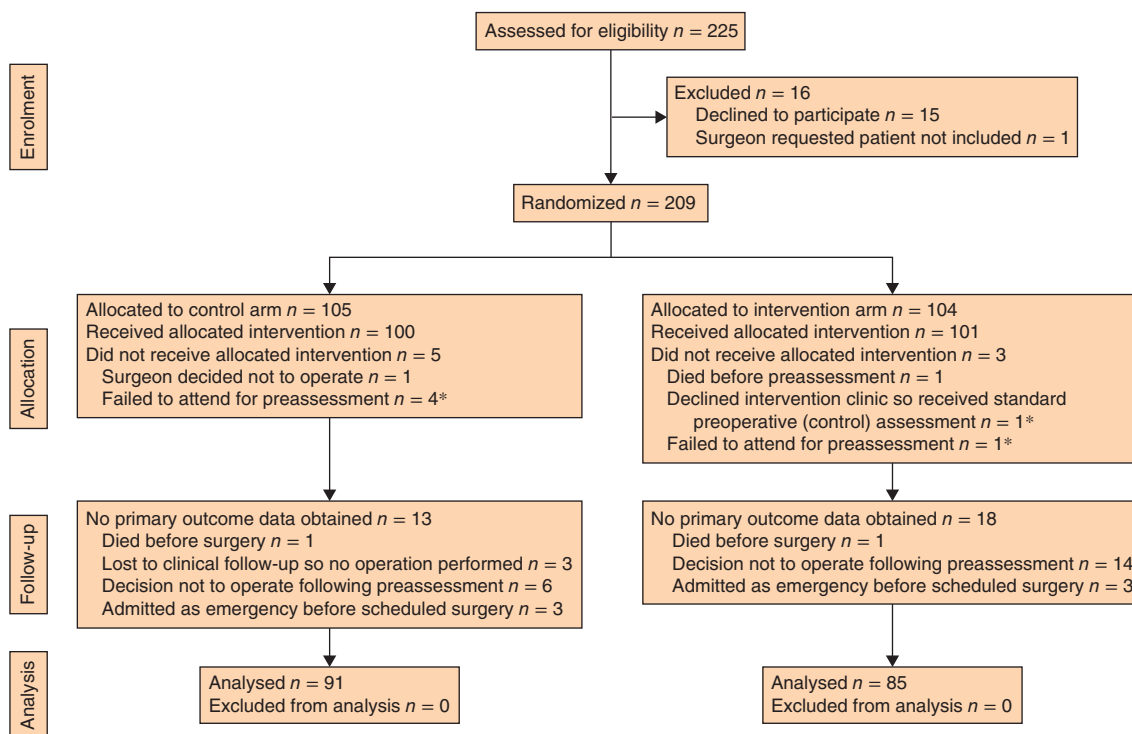 Assessed for eligibility n = 225
Enrolment
Excluded n = 16
Declined to participate n = 15
Surgeon requested patient not included n = 1
Randomized n = 209
Allocation
Allocated to control arm n = 105
Received allocated intervention n = 100
Did not receive allocated intervention n = 5
Surgeon decided not to operate n = 1
Failed to attend for preassessment n = 4*
Allocated to intervention arm n = 104
Received allocated intervention n = 101
Did not receive allocated intervention n = 3
Died before preassessment n = 1
Declined intervention clinic so received standard
preoperative (control) assessment n = 1*
Failed to attend for preassessment n = 1*
Follow-up
No primary outcome data obtained n = 13
Died before surgery n = 1
Lost to clinical follow-up so no operation performed n = 3
Decision not to operate following preassessment n = 6
Admitted as emergency before scheduled surgery n = 3
No primary outcome data obtained n = 18
Died before surgery n = 1
Decision not to operate following preassessment n = 14
Admitted as emergency before scheduled surgery n = 3
Analysis
Analysed n = 91
Excluded from analysis n = 0
Analysed n = 85
Excluded from analysis n = 0